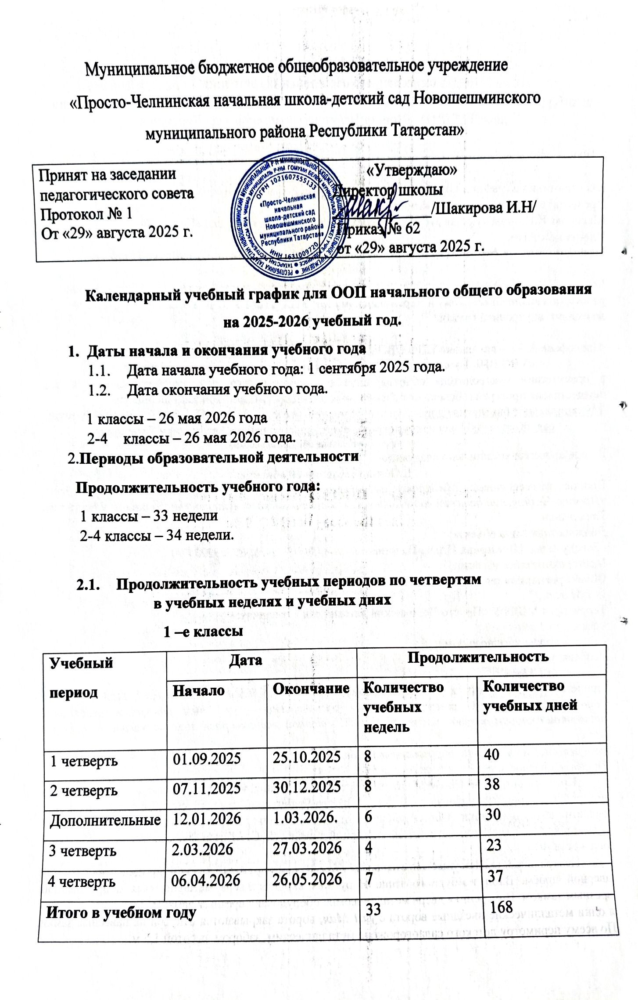 Муниципальное бюджетное общеобразовательное учреждение
«Просто-Челнинская начальная школа-детский сад Новошешминского
муниципального района Республики Татарстан»
Принят на заседании
педагогического совета
Протокол № 1
От «29» августа 2025 г.
ОГРН 1021607555133
«Просто-Челнинская
начальная
школа-детский сад
Новошешминского
муниципального района
Республики Татарстан»
ИНН 1631009720
«Утверждаю»
Директор школы
/Шакирова И.Н/
Приказ № 62
от «29» августа 2025 г.
Календарный учебный график для ООП начального общего образования
на 2025-2026 учебный год.
1. Даты начала и окончания учебного года
1.1. Дата начала учебного года: 1 сентября 2025 года.
1.2. Дата окончания учебного года.
1 классы – 26 мая 2026 года
2-4 классы – 26 мая 2026 года.
2.Периоды образовательной деятельности
Продолжительность учебного года:
1 классы – 33 недели
2-4 классы – 34 недели.
2.1. Продолжительность учебных периодов по четвертям
в учебных неделях и учебных днях
1 –е классы
Учебный период Дата Продолжительность
Начало Окончание Количество учебных недель Количество учебных дней
1 четверть 01.09.2025 25.10.2025 8 40
2 четверть 07.11.2025 30.12.2025 8 38
Дополнительные 12.01.2026 1.03.2026. 6 30
3 четверть 2.03.2026 27.03.2026 4 23
4 четверть 06.04.2026 26.05.2026 7 37
Итого в учебном году 33 168